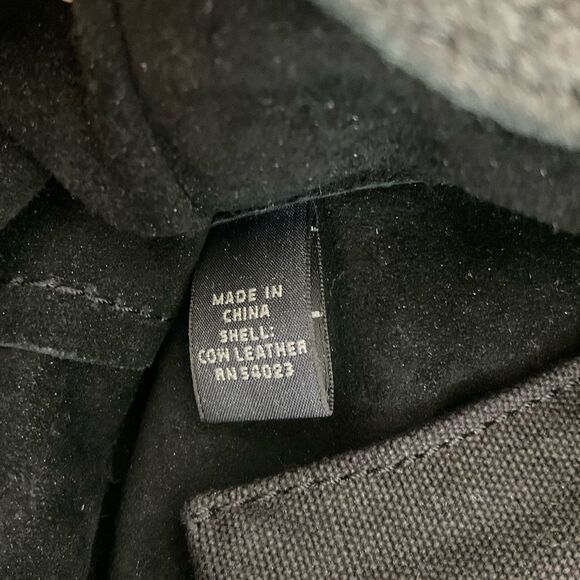 MADE IN
CHINA
SHELL:
COW LEATHER
RN 54023